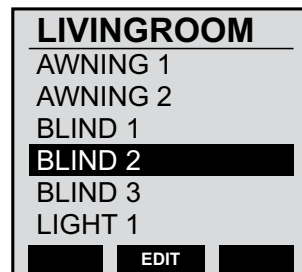 LIVINGROOM
AWNING 1
AWNING 2
BLIND 1
BLIND 2
BLIND 3
LIGHT 1
EDIT